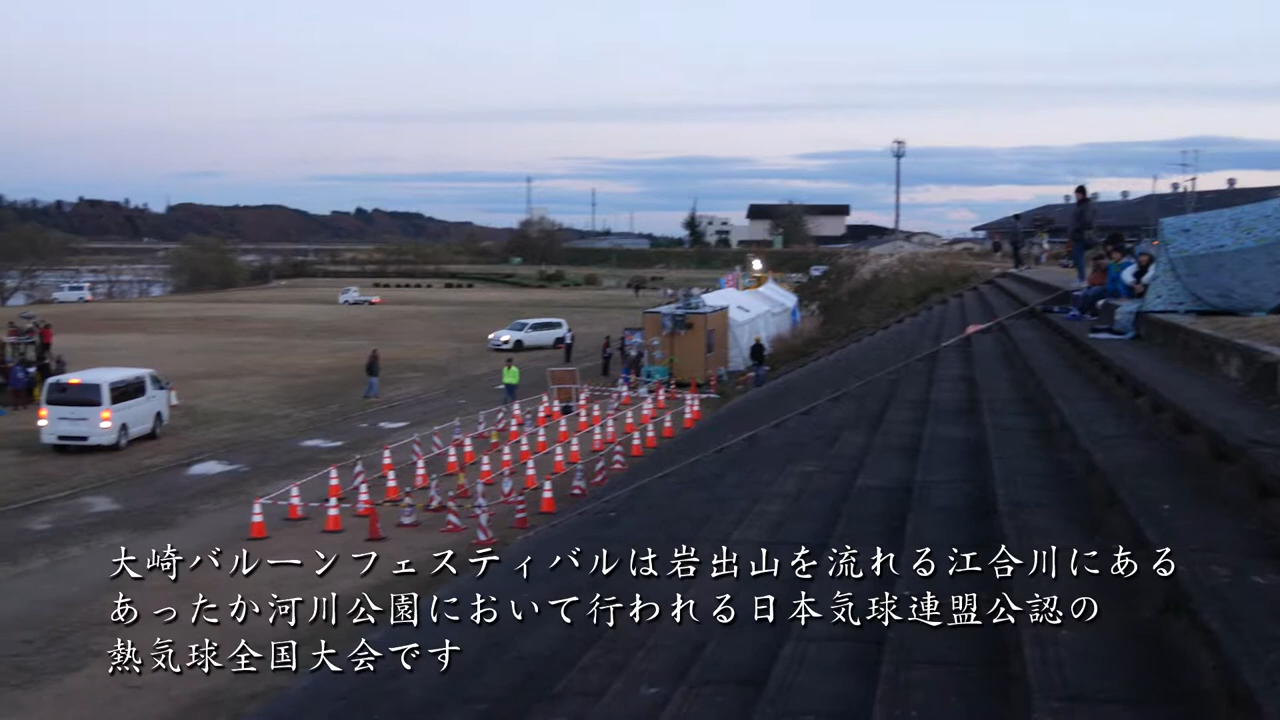 大崎バルーンフェスティバルは岩出山を流れる江合川にある
あったか河川公園において行われる日本気球連盟公認の
熱気球全国大会です